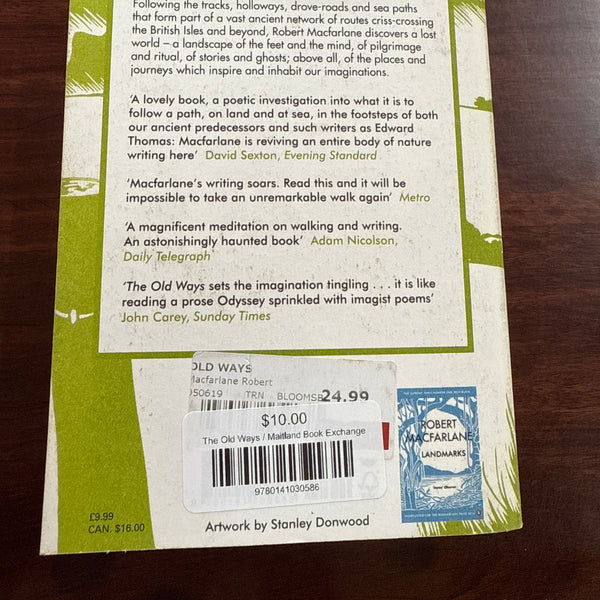 Following the tracks, holloways, drove-roads and sea paths
that form part of a vast ancient network of routes criss-crossing
the British Isles and beyond, Robert Macfarlane discovers a lost
world – a landscape of the feet and the mind, of pilgrimage
and ritual, of stories and ghosts; above all, of the places and
journeys which inspire and inhabit our imaginations.
'A lovely book, a poetic investigation into what it is to
follow a path, on land and at sea, in the footsteps of both
our ancient predecessors and such writers as Edward
Thomas: Macfarlane is reviving an entire body of nature
writing here' David Sexton, Evening Standard
'Macfarlane's writing soars. Read this and it will be
impossible to take an unremarkable walk again' Metro
'A magnificent meditation on walking and writing.
An astonishingly haunted book' Adam Nicolson,
Daily Telegraph
'The Old Ways sets the imagination tingling . . . it is like
reading a prose Odyssey sprinkled with imagist poems'
John Carey, Sunday Times
OLD WAYS
Macfarlane Robert
050619 TRN BLOOMSB 24.99
$10.00
The Old Ways / Maitland Book Exchange
9780141030586
ROBERT
MACFARLANE
LANDMARKS
£9.99
CAN. $16.00
Artwork by Stanley Donwood